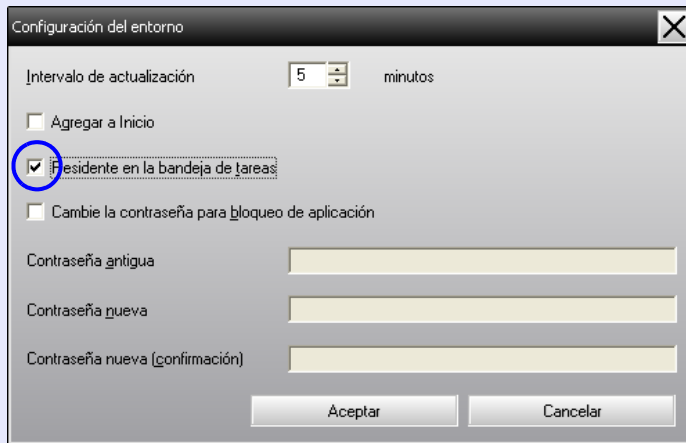 Configuración del entorno
Intervalo de actualización 5 minutos
Agregar a Inicio
Residente en la bandeja de tareas
Cambie la contraseña para bloqueo de aplicación
Contraseña antigua
Contraseña nueva
Contraseña nueva (confirmación)
Aceptar Cancelar